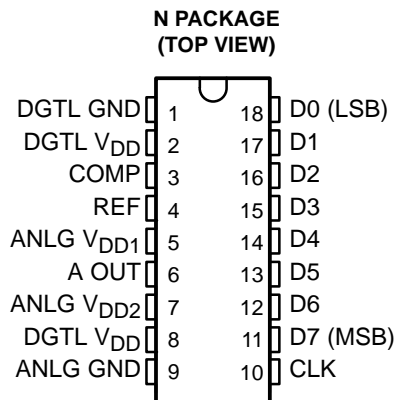 N PACKAGE
(TOP VIEW)
DGTL GND 1 18 D0 (LSB)
DGTL VDD 2 17 D1
COMP 3 16 D2
REF 4 15 D3
ANLG VDD1 5 14 D4
A OUT 6 13 D5
ANLG VDD2 7 12 D6
DGTL VDD 8 11 D7 (MSB)
ANLG GND 9 10 CLK